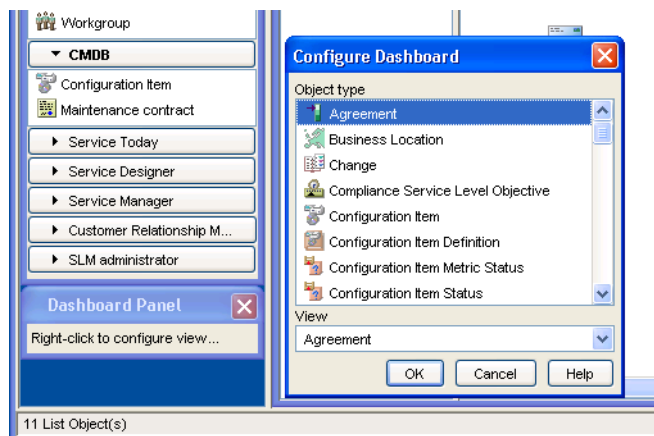 Workgroup
CMDB
Configuration Item
Maintenance contract
Service Today
Service Designer
Service Manager
Customer Relationship M...
SLM administrator
Dashboard Panel
Right-click to configure view...
Configure Dashboard
Object type
Agreement
Business Location
Change
Compliance Service Level Objective
Configuration Item
Configuration Item Definition
Configuration Item Metric Status
Configuration Item Status
View
Agreement
OK Cancel Help
11 List Object(s)